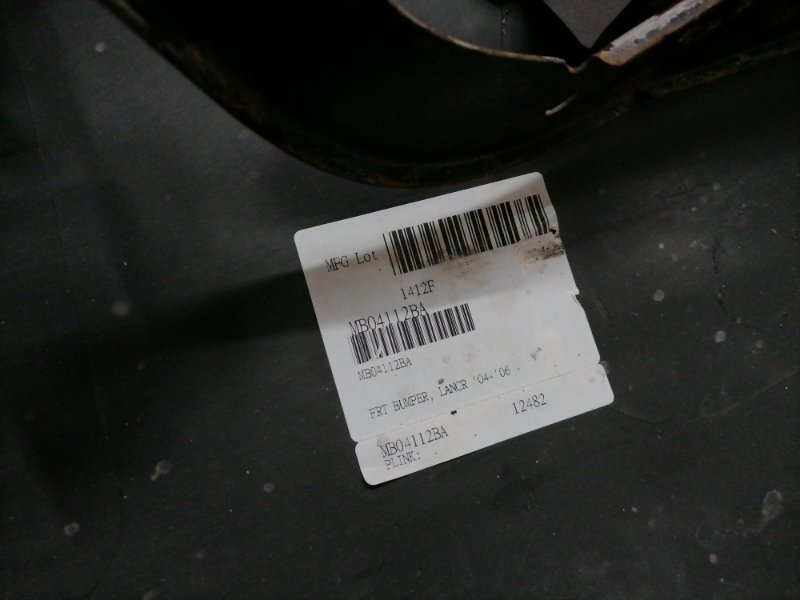 MFG Lot
1412F
MB04112BA
MB04112BA
FRT BUMPER, LANCR '04-'06
MB04112BA 12482
PLINK: